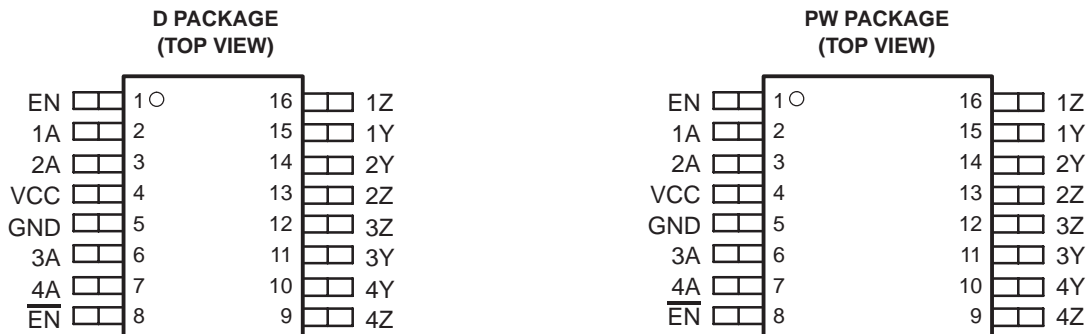 D PACKAGE
(TOP VIEW)
EN 1 16 1Z
1A 2 15 1Y
2A 3 14 2Y
VCC 4 13 2Z
GND 5 12 3Z
3A 6 11 3Y
4A 7 10 4Y
E̅N̅ 8 9 4Z
PW PACKAGE
(TOP VIEW)
EN 1 16 1Z
1A 2 15 1Y
2A 3 14 2Y
VCC 4 13 2Z
GND 5 12 3Z
3A 6 11 3Y
4A 7 10 4Y
E̅N̅ 8 9 4Z